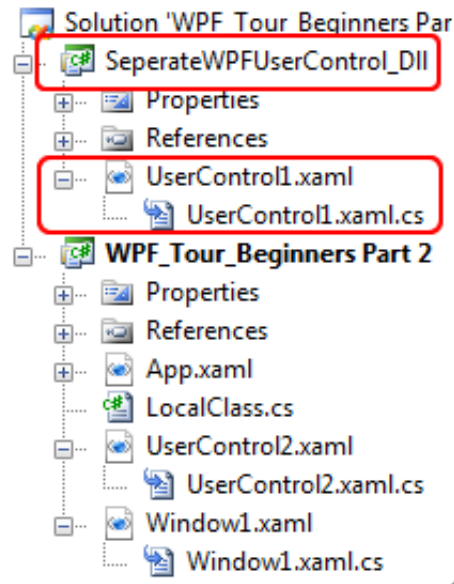 Solution 'WPF_Tour_Beginners Par
SeperateWPFUserControl_Dll
Properties
References
UserControl1.xaml
UserControl1.xaml.cs
WPF_Tour_Beginners Part 2
Properties
References
App.xaml
LocalClass.cs
UserControl2.xaml
UserControl2.xaml.cs
Window1.xaml
Window1.xaml.cs